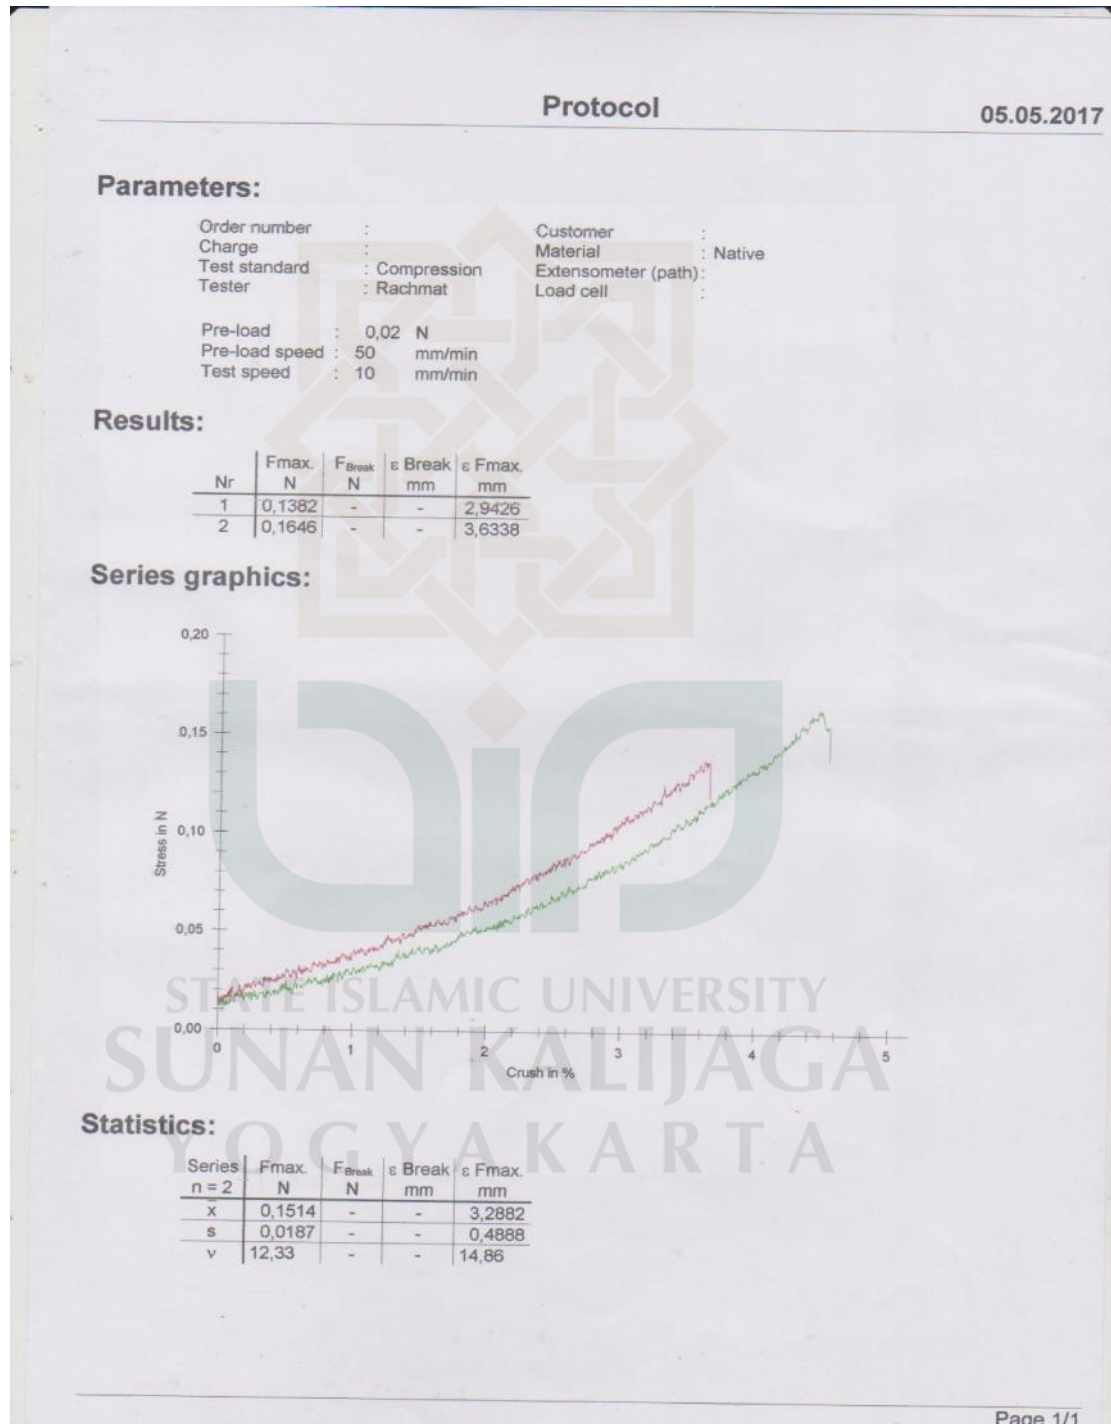 Protocol
05.05.2017
Parameters:
Order number :
Charge :
Test standard : Compression
Tester : Rachmat
Customer :
Material : Native
Extensometer (path) :
Load cell :
Pre-load : 0,02 N
Pre-load speed : 50 mm/min
Test speed : 10 mm/min
Results:
Nr Fmax. N FBreak N ε Break mm ε Fmax. mm
1 0,1382 - - 2,9426
2 0,1646 - - 3,6338
Series graphics:
0,20
0,15
0,10
0,05
0,00
Stress in N
0 1 2 3 4 5
Crush in %
STATE ISLAMIC UNIVERSITY
SUNAN KALIJAGA
YOGYAKARTA
Statistics:
Series n = 2 Fmax. N FBreak N ε Break mm ε Fmax. mm
x̄ 0,1514 - - 3,2882
s 0,0187 - - 0,4888
ν 12,33 - - 14,86
Page 1/1